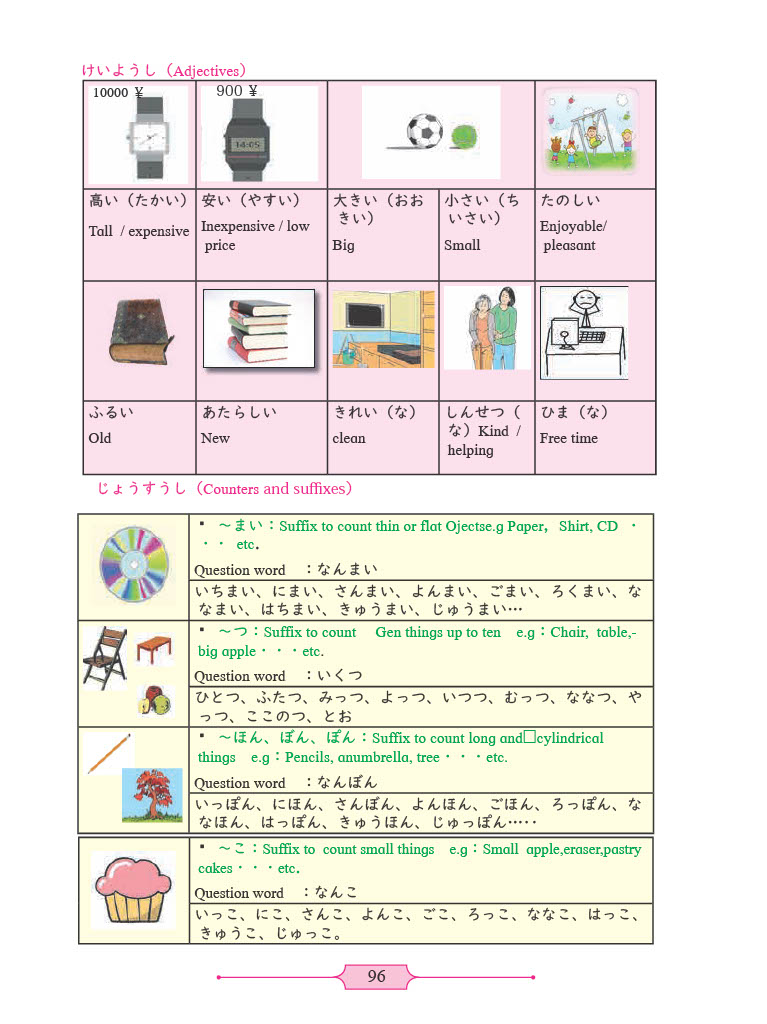 けいようし（Adjectives）
10000 ￥
900 ￥
14:05
高い（たかい）
Tall / expensive
安い（やすい）
Inexpensive / low
price
大きい（おお
きい）
Big
小さい（ち
いさい）
Small
たのしい
Enjoyable/
pleasant
ふるい
Old
あたらしい
New
きれい（な）
clean
しんせつ（
な）Kind /
helping
ひま（な）
Free time
じょうすうし（Counters and suffixes）
▪ ～まい：Suffix to count thin or flat Ojectse.g Paper, Shirt, CD ・
・・ etc.
Question word ：なんまい
いちまい、にまい、さんまい、よんまい、ごまい、ろくまい、な
なまい、はちまい、きゅうまい、じゅうまい…
▪ ～つ：Suffix to count Gen things up to ten e.g：Chair, table,-
big apple・・・etc.
Question word ：いくつ
ひとつ、ふたつ、みっつ、よっつ、いつつ、むっつ、ななつ、や
っつ、ここのつ、とお
▪ ～ほん、ぼん、ぽん：Suffix to count long and□cylindrical
things e.g：Pencils, anumbrella, tree・・・etc.
Question word ：なんぼん
いっぽん、にほん、さんぼん、よんほん、ごほん、ろっぽん、な
なほん、はっぽん、きゅうほん、じゅっぽん…‥
▪ ～こ：Suffix to count small things e.g：Small apple,eraser,pastry
cakes・・・etc.
Question word ：なんこ
いっこ、にこ、さんこ、よんこ、ごこ、ろっこ、ななこ、はっこ、
きゅうこ、じゅっこ。
96